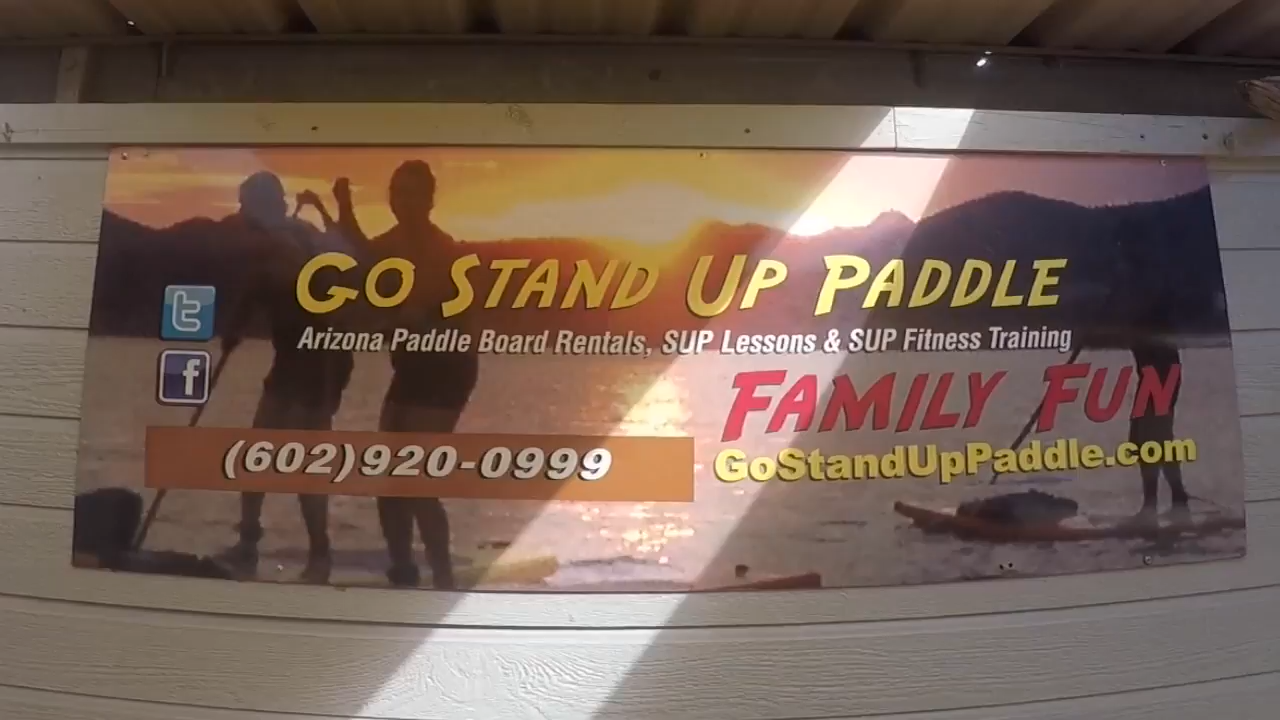 GO STAND UP PADDLE
Arizona Paddle Board Rentals, SUP Lessons & SUP Fitness Training
t
f
FAMILY FUN
(602)920-0999
GoStandUpPaddle.com